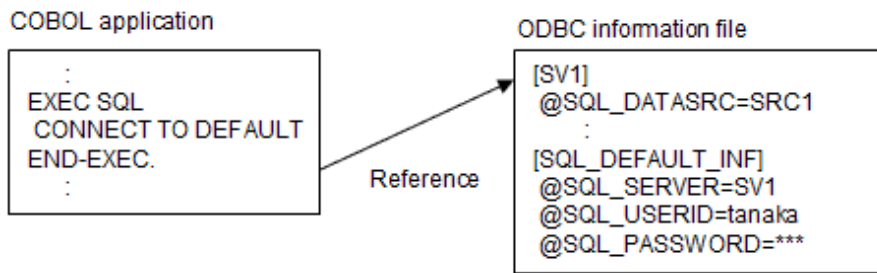 COBOL application
:
EXEC SQL
CONNECT TO DEFAULT
END-EXEC.
:
Reference
ODBC information file
[SV1]
@SQL_DATASRC=SRC1
:
[SQL_DEFAULT_INF]
@SQL_SERVER=SV1
@SQL_USERID=tanaka
@SQL_PASSWORD=***